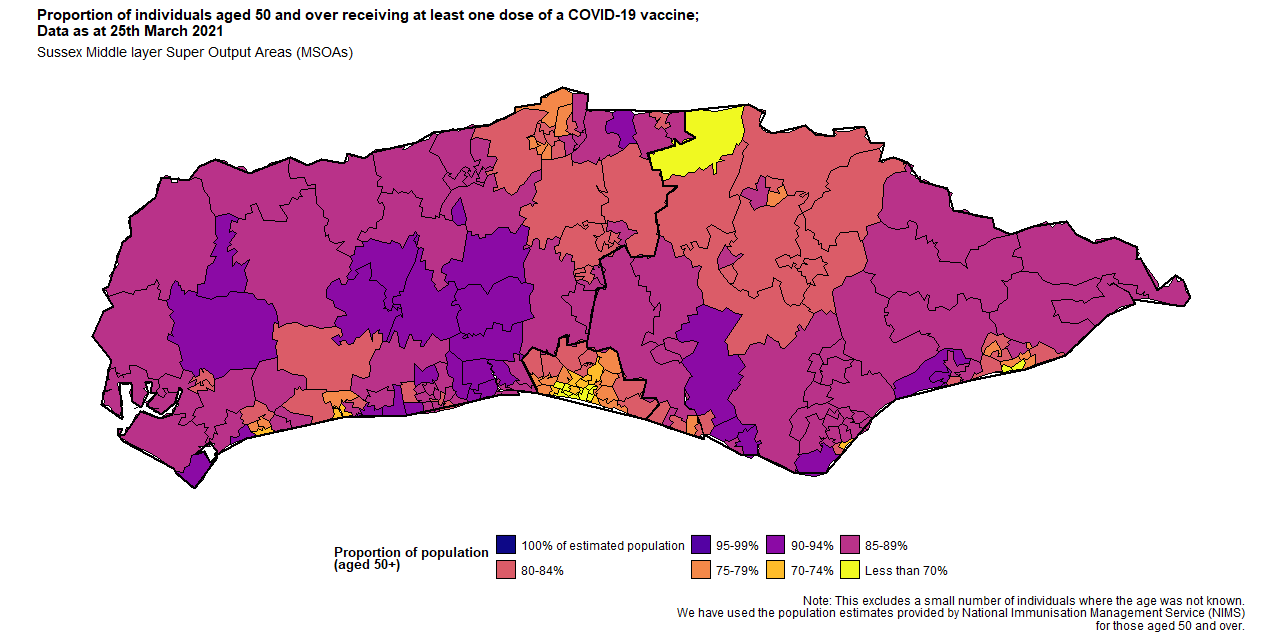 Proportion of individuals aged 50 and over receiving at least one dose of a COVID-19 vaccine;
Data as at 25th March 2021
Sussex Middle layer Super Output Areas (MSOAs)
Proportion of population
(aged 50+)
100% of estimated population
95-99%
90-94%
85-89%
80-84%
75-79%
70-74%
Less than 70%
Note: This excludes a small number of individuals where the age was not known.
We have used the population estimates provided by National Immunisation Management Service (NIMS)
for those aged 50 and over.